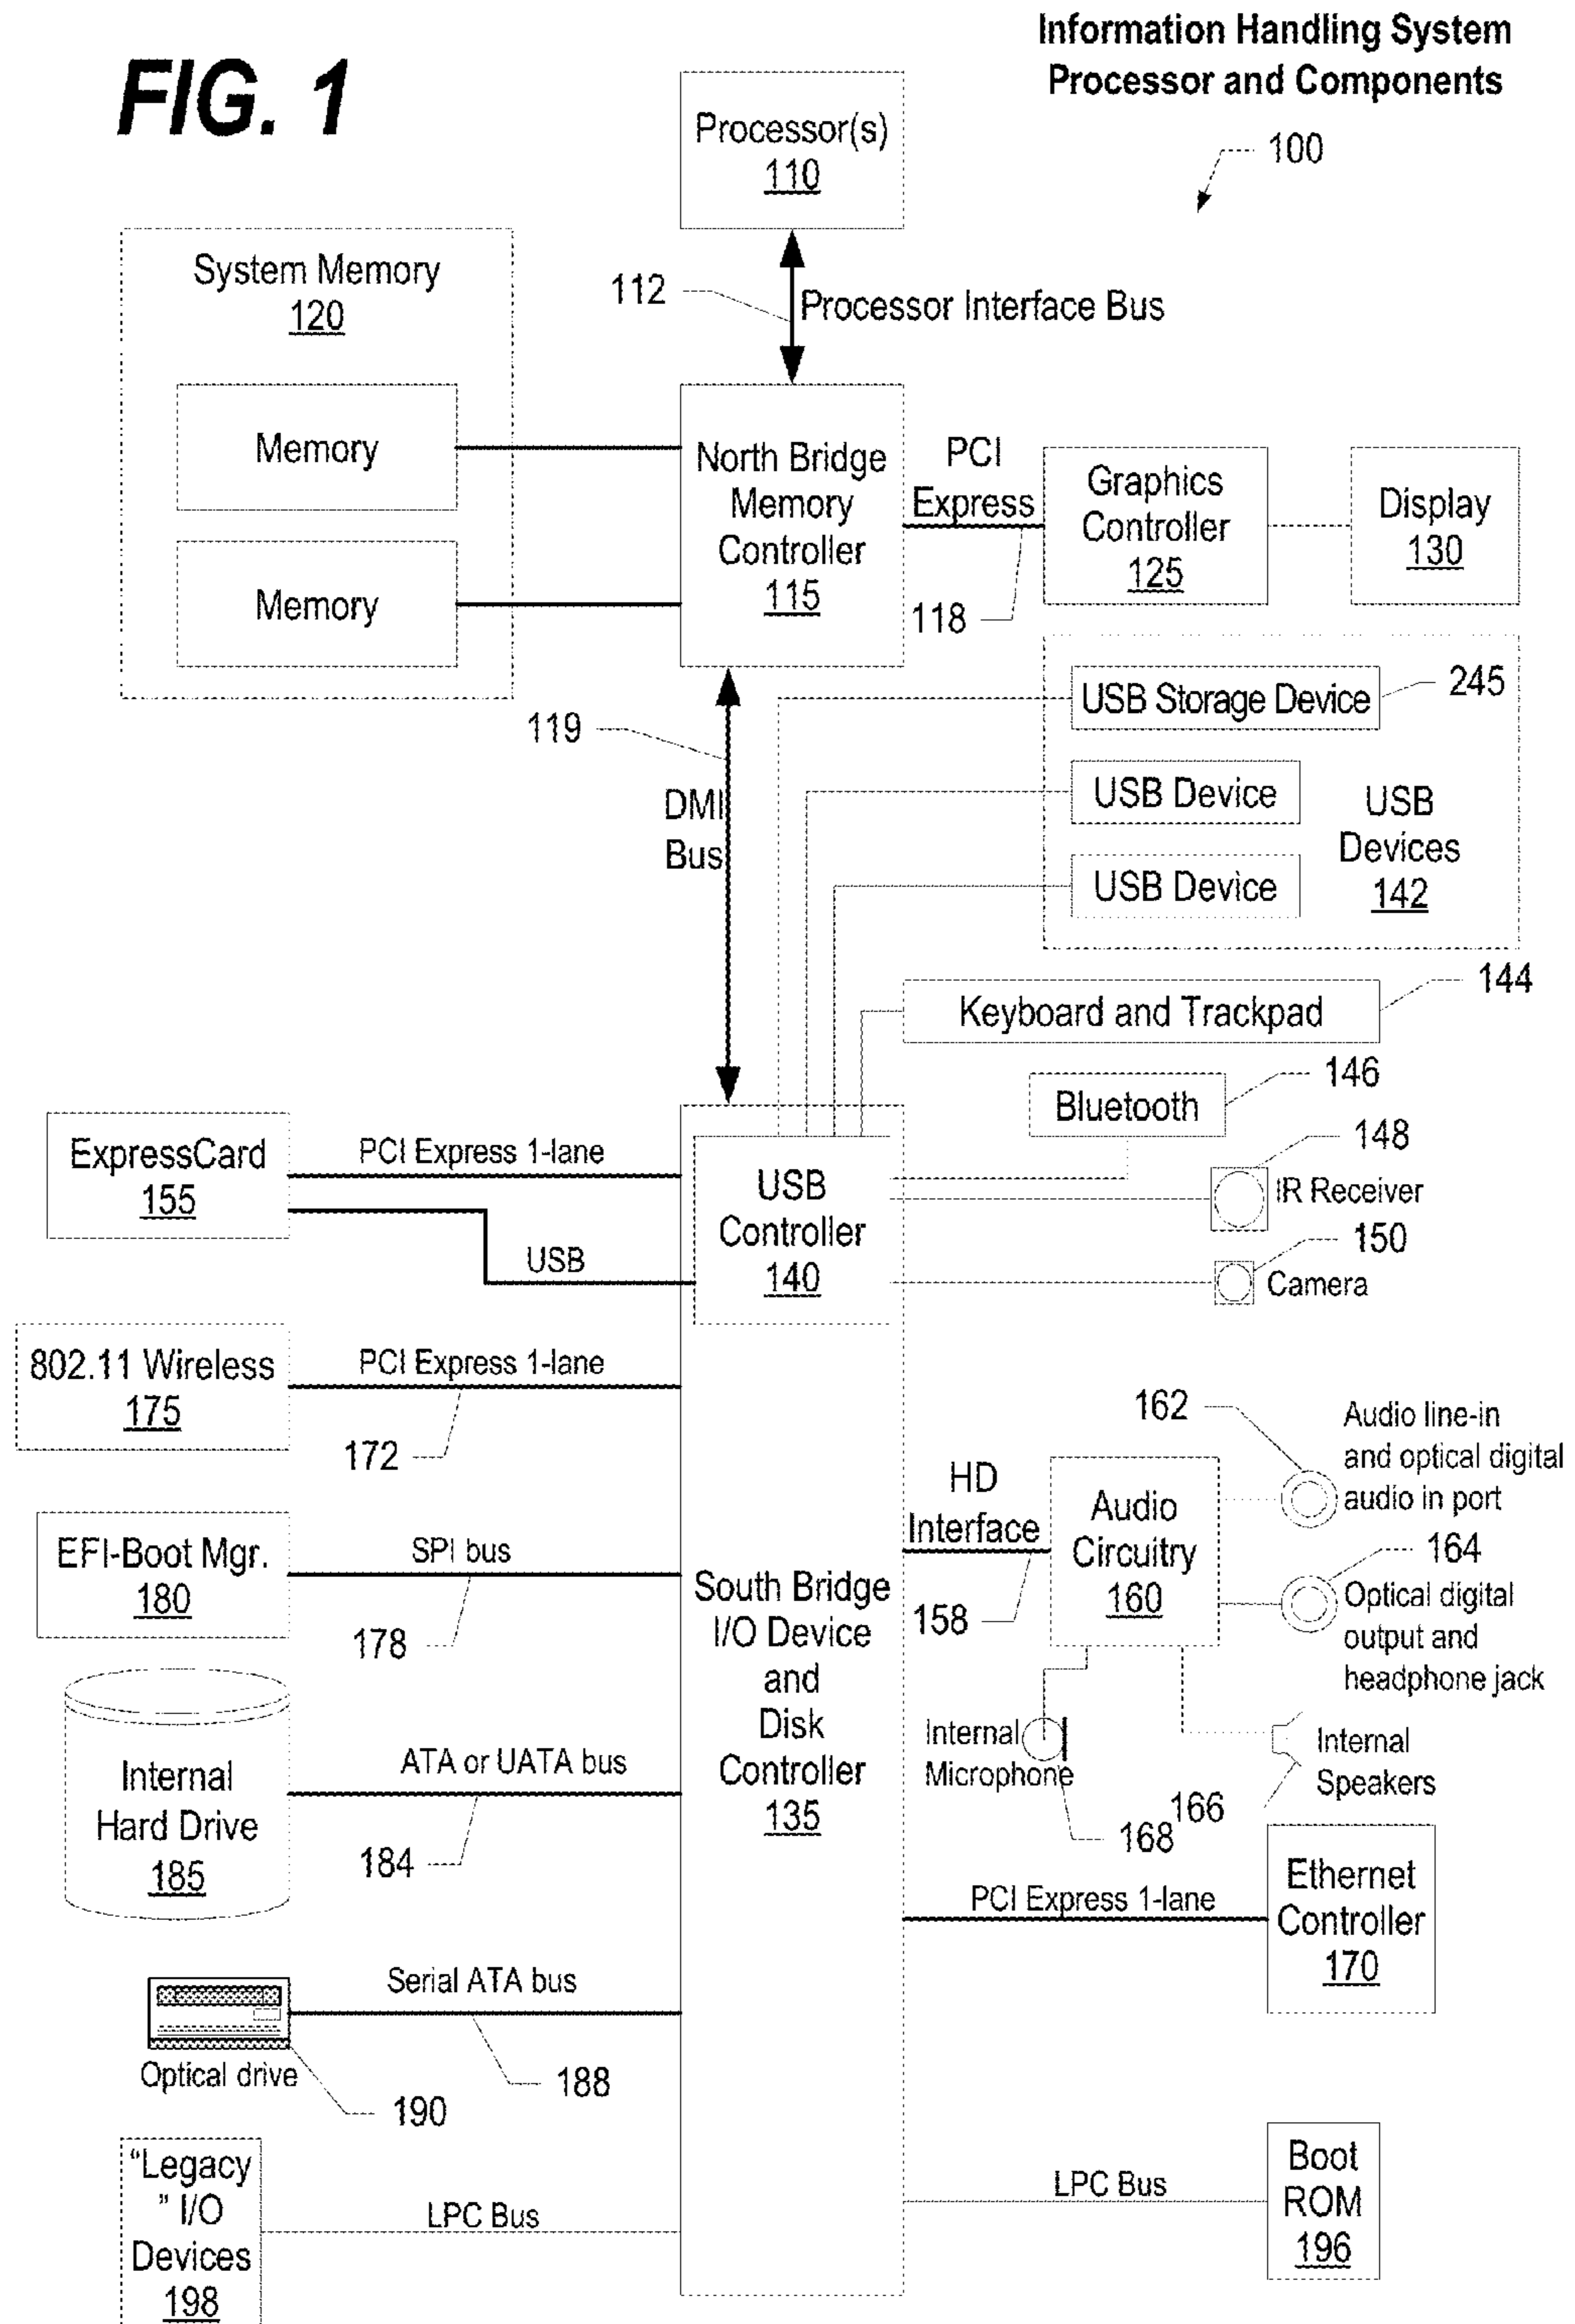 Information Handling System
Processor and Components
FIG. 1
100
Processor(s)
110
System Memory
120
112
Processor Interface Bus
Memory
Memory
North Bridge
Memory
Controller
115
PCI
Express
118
Graphics
Controller
125
Display
130
119
DMI
Bus
USB Storage Device
245
USB Device
USB Device
USB
Devices
142
Keyboard and Trackpad
144
Bluetooth
146
148
IR Receiver
150
Camera
ExpressCard
155
PCI Express 1-lane
USB
USB
Controller
140
802.11 Wireless
175
PCI Express 1-lane
172
EFI-Boot Mgr.
180
SPI bus
178
Internal
Hard Drive
185
ATA or UATA bus
184
South Bridge
I/O Device
and
Disk
Controller
135
HD
Interface
158
Audio
Circuitry
160
162
Audio line-in
and optical digital
audio in port
164
Optical digital
output and
headphone jack
Internal
Microphone
168
166
Internal
Speakers
PCI Express 1-lane
Ethernet
Controller
170
Optical drive
190
Serial ATA bus
188
"Legacy
" I/O
Devices
198
LPC Bus
LPC Bus
Boot
ROM
196